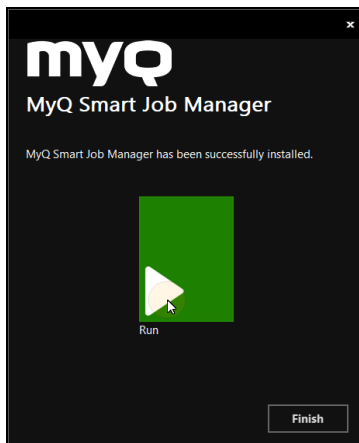 myQ
MyQ Smart Job Manager
MyQ Smart Job Manager has been successfully installed.
Run
Finish